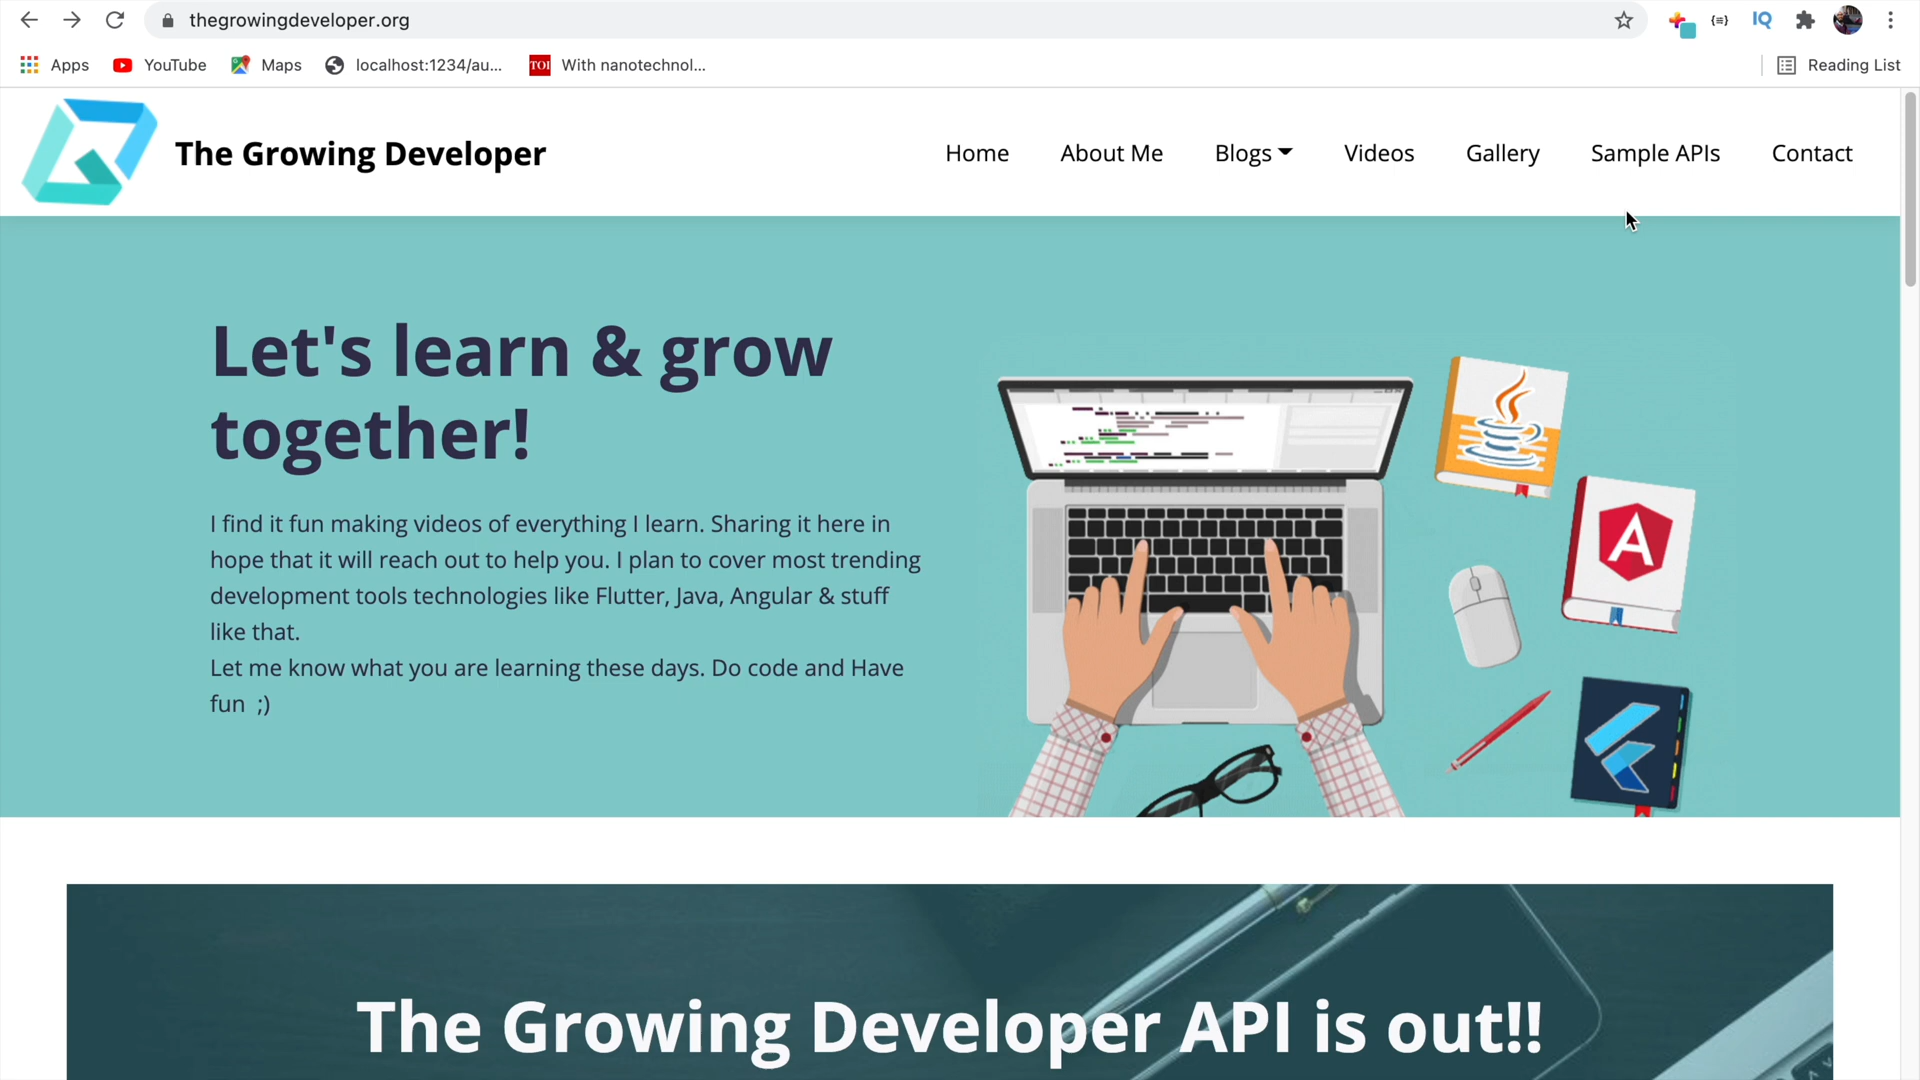 thegrowingdeveloper.org
IQ
Apps YouTube Maps localhost:1234/au... TOI With nanotechnol... Reading List
The Growing Developer Home About Me Blogs Videos Gallery Sample APIs Contact
Let's learn & grow
together!
I find it fun making videos of everything I learn. Sharing it here in
hope that it will reach out to help you. I plan to cover most trending
development tools technologies like Flutter, Java, Angular & stuff
like that.
Let me know what you are learning these days. Do code and Have
fun ;)
A
The Growing Developer API is out!!